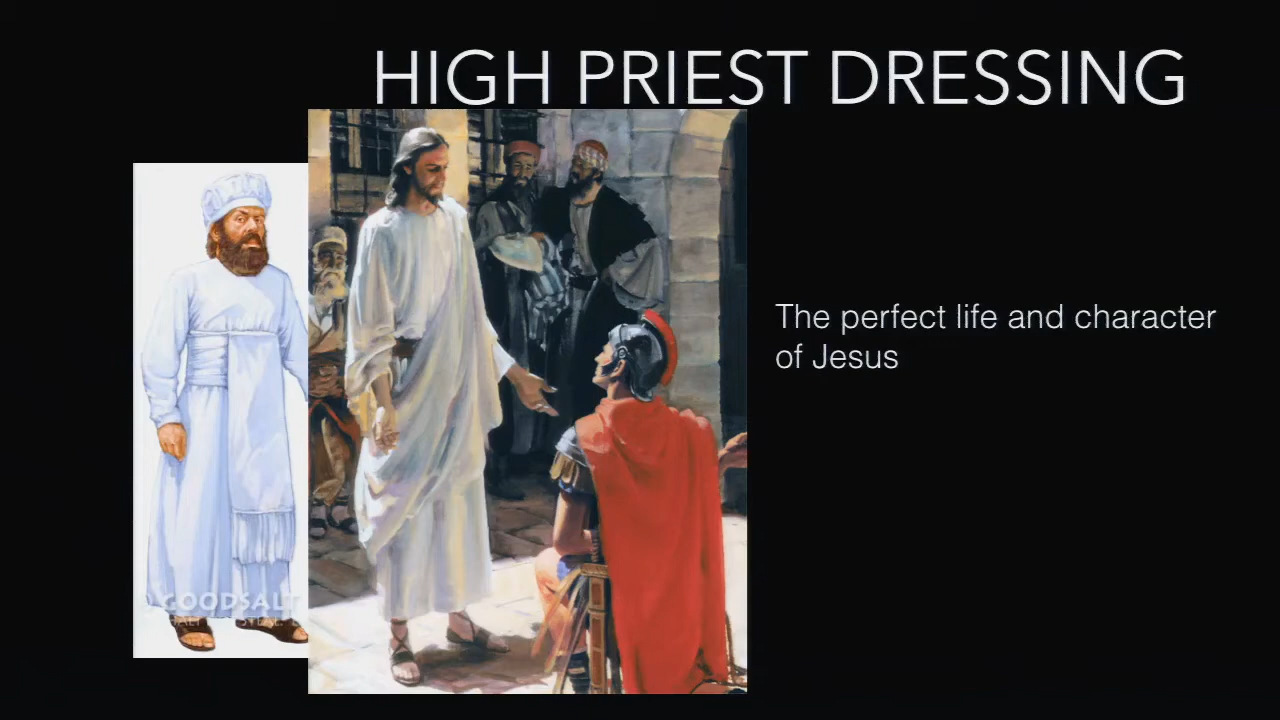 HIGH PRIEST DRESSING
The perfect life and character
of Jesus
GOODSALT